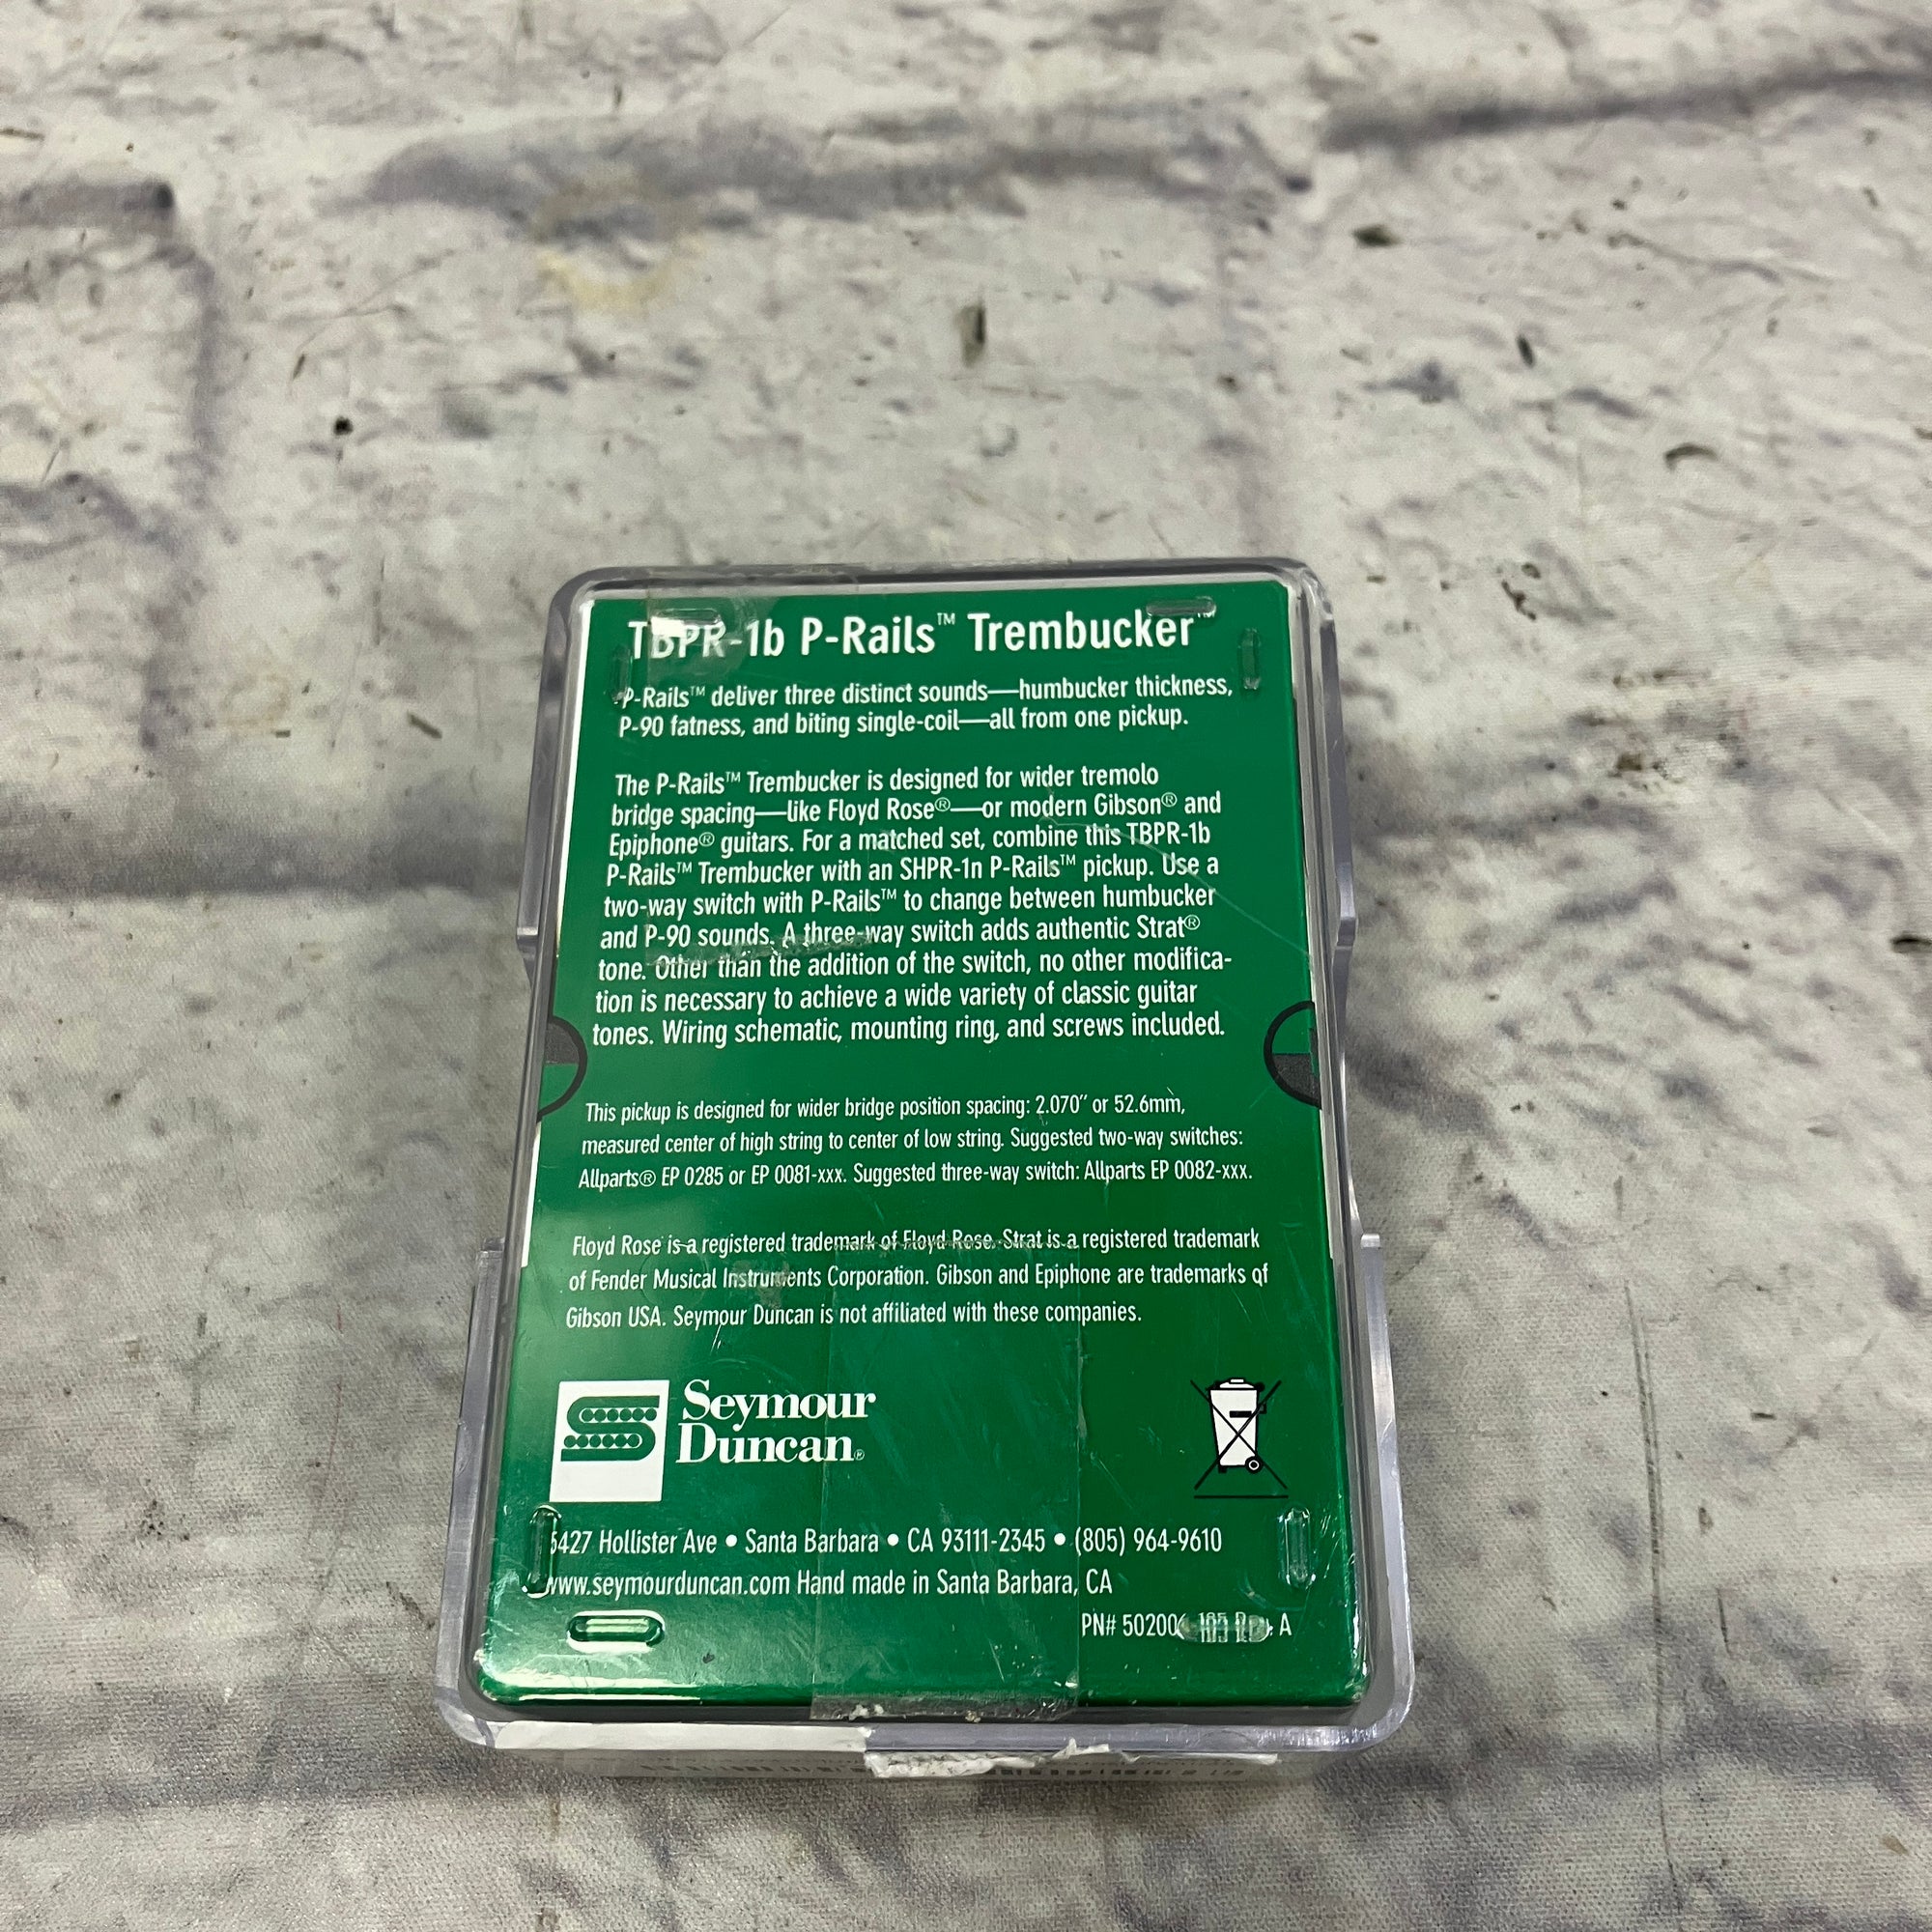 TBPR-1b P-Rails™ Trembucker™
P-Rails™ deliver three distinct sounds—humbucker thickness,
P-90 fatness, and biting single-coil—all from one pickup.
The P-Rails™ Trembucker is designed for wider tremolo
bridge spacing—like Floyd Rose®—or modern Gibson® and
Epiphone® guitars. For a matched set, combine this TBPR-1b
P-Rails™ Trembucker with an SHPR-1n P-Rails™ pickup. Use a
two-way switch with P-Rails™ to change between humbucker
and P-90 sounds. A three-way switch adds authentic Strat®
tone. Other than the addition of the switch, no other modifica-
tion is necessary to achieve a wide variety of classic guitar
tones. Wiring schematic, mounting ring, and screws included.
This pickup is designed for wider bridge position spacing: 2.070″ or 52.6mm,
measured center of high string to center of low string. Suggested two-way switches:
Allparts® EP 0285 or EP 0081-xxx. Suggested three-way switch: Allparts EP 0082-xxx.
Floyd Rose is a registered trademark of Floyd Rose. Strat is a registered trademark
of Fender Musical Instruments Corporation. Gibson and Epiphone are trademarks of
Gibson USA. Seymour Duncan is not affiliated with these companies.
Seymour
Duncan®
5427 Hollister Ave • Santa Barbara • CA 93111-2345 • (805) 964-9610
www.seymourduncan.com Hand made in Santa Barbara, CA
PN# A